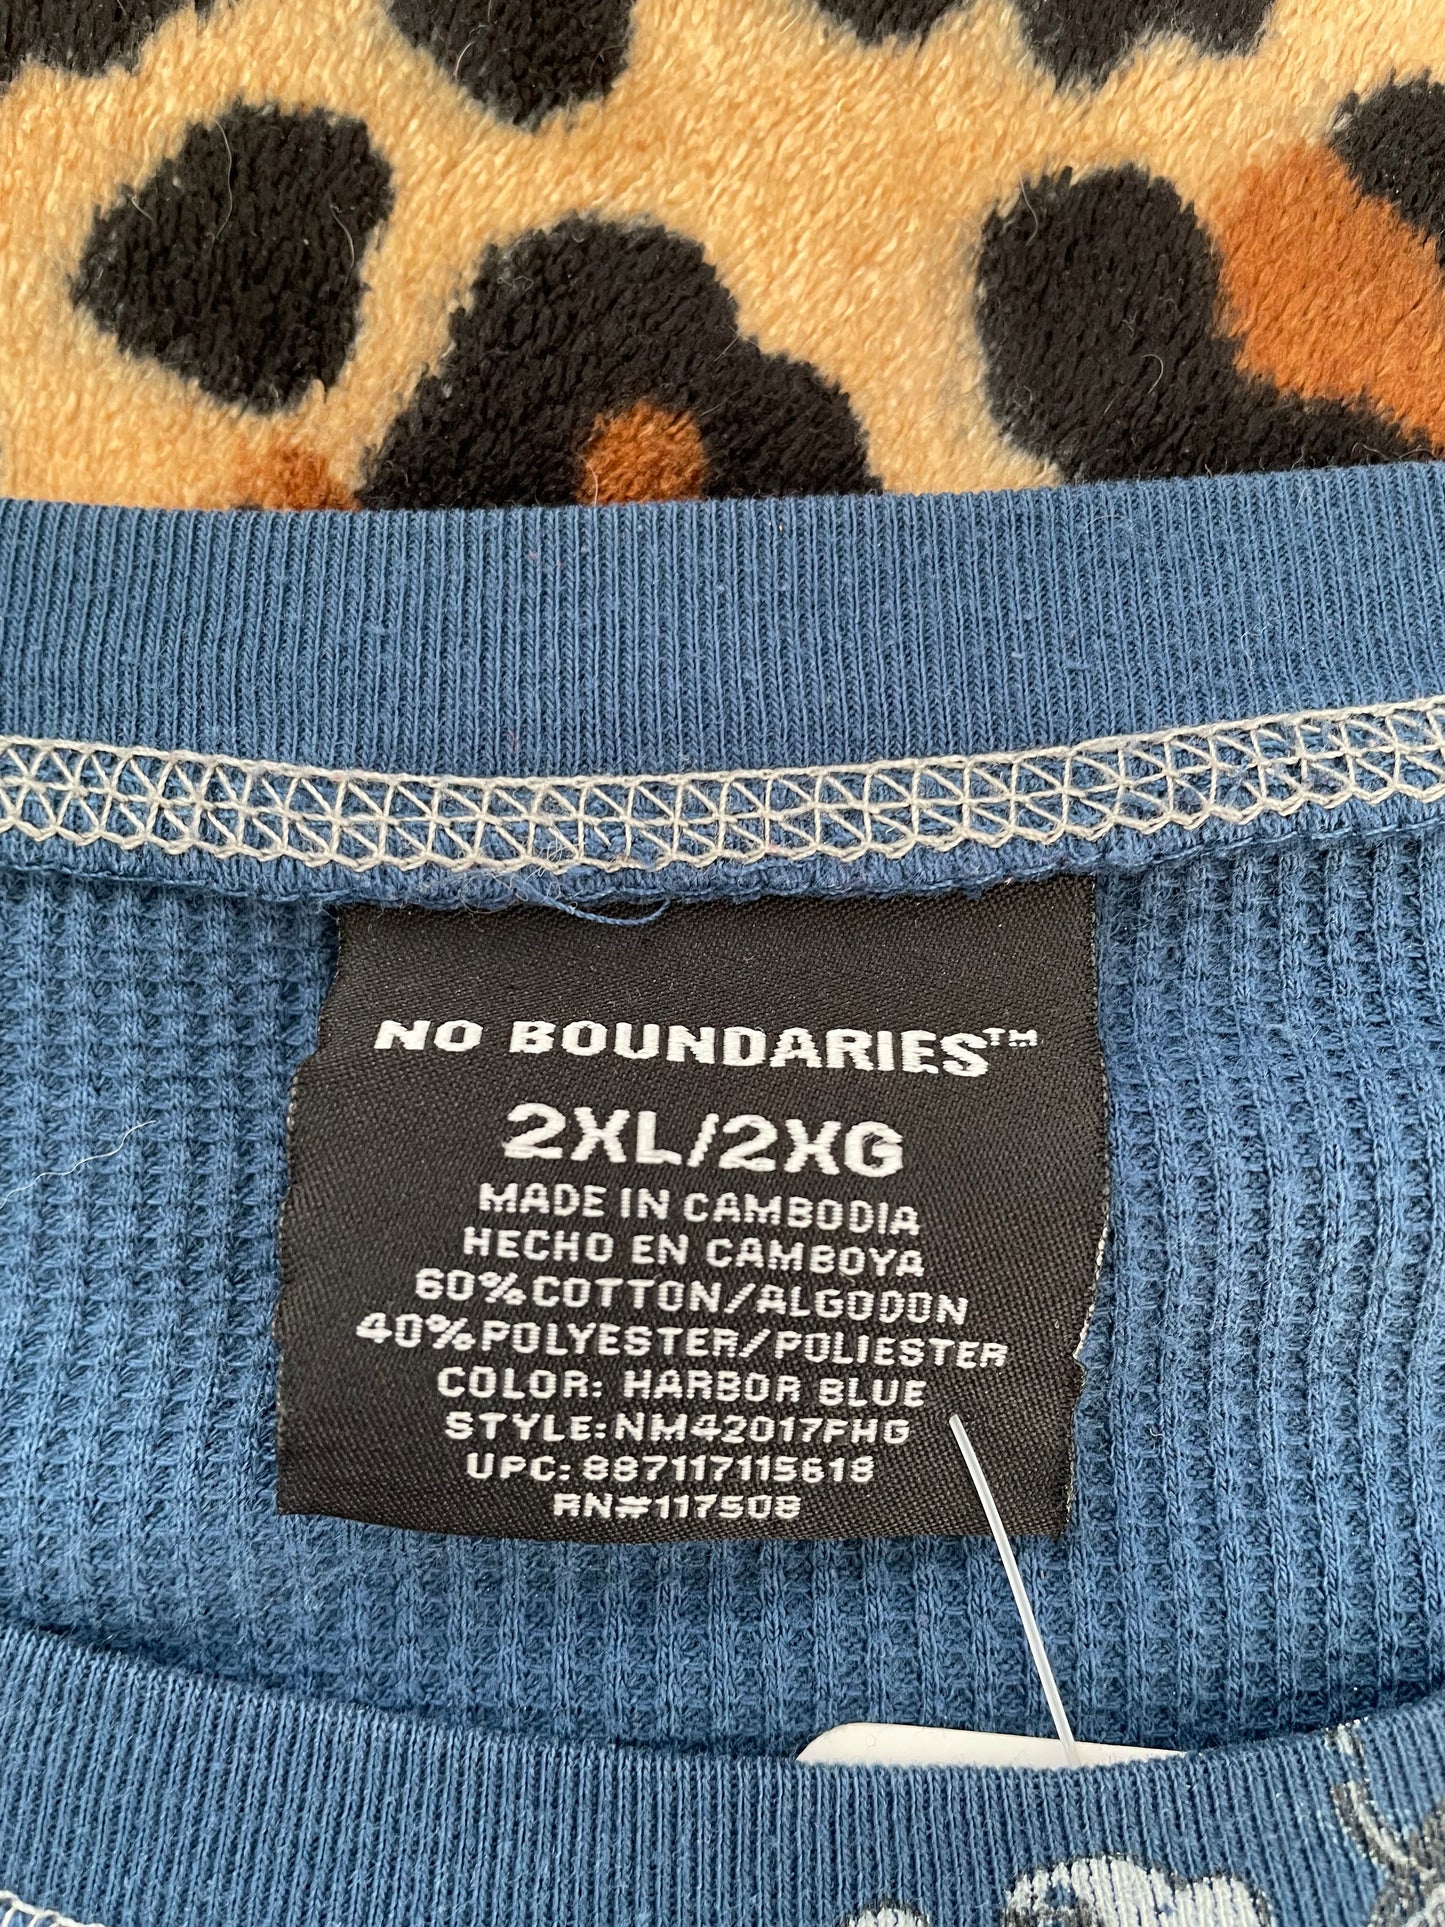 NO BOUNDARIES™
2XL/2XG
MADE IN CAMBODIA
HECHO EN CAMBOYA
60% COTTON/ALGODON
40% POLYESTER/POLIESTER
COLOR: HARBOR BLUE
STYLE: NM42017FHG
UPC: 887117115618
RN#117508